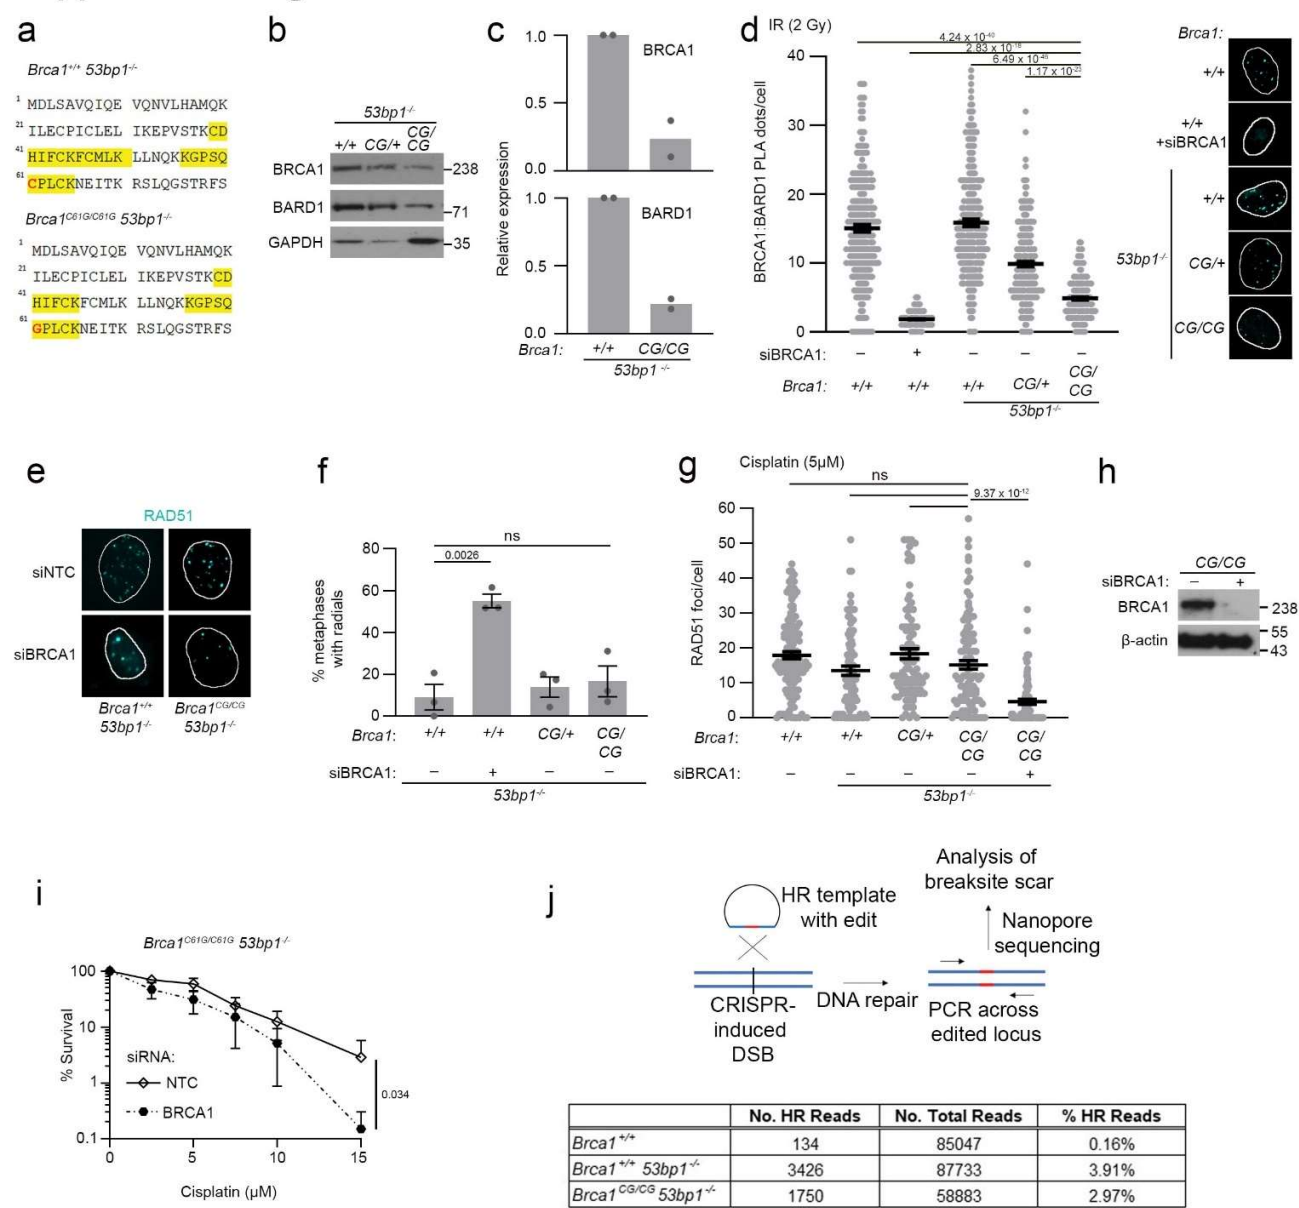 a
Brca1+/+ 53bp1-/-
1 MDLSAVQIQE VQNVLHAMQK
21 ILECPICLEL IKEPVSTKCD
41 HIFCKFCMLK LLNQKKGPSQ
61 CPLCKNEITK RSLQGSTRFS
Brca1C61G/C61G 53bp1-/-
1 MDLSAVQIQE VQNVLHAMQK
21 ILECPICLEL IKEPVSTKCD
41 HIFCKFCMLK LLNQKKGPSQ
61 GPLCKNEITK RSLQGSTRFS
b
53bp1-/-
+/+ CG/+ CG/CG
BRCA1 238
BARD1 71
GAPDH 35
c
Relative expression
1.0
0.5
0.0
BRCA1
1.0
0.5
0.0
BARD1
Brca1: +/+ CG/CG
53bp1 -/-
d
IR (2 Gy)
4.24 x 10-40
2.83 x 10-16
6.49 x 10-49
1.17 x 10-23
BRCA1:BARD1 PLA dots/cell
40
30
20
10
0
siBRCA1: – + – – –
Brca1: +/+ +/+ +/+ CG/+ CG/CG
53bp1-/-
Brca1:
+/+
+/+
+siBRCA1
+/+
53bp1-/-
CG/+
CG/CG
e
RAD51
siNTC
siBRCA1
Brca1+/+ Brca1CG/CG
53bp1-/- 53bp1-/-
f
% metaphases
with radials
80
60
40
20
0
ns
0.0026
Brca1: +/+ +/+ CG/+ CG/CG
siBRCA1: – + – –
53bp1-/-
g
Cisplatin (5µM)
ns
9.37 x 10-12
RAD51 foci/cell
60
50
40
30
20
10
0
Brca1: +/+ +/+ CG/+ CG/CG CG/CG
siBRCA1: – – – – +
53bp1-/-
h
CG/CG
siBRCA1: – +
BRCA1 238
55
β-actin
43
i
Brca1C61G/C61G 53bp1-/-
% Survival
100
10
1
0.1
siRNA:
NTC
BRCA1
0.034
0 5 10 15
Cisplatin (µM)
j
Analysis of
breaksite scar
HR template
with edit
Nanopore
sequencing
CRISPR-
induced
DSB
DNA repair
PCR across
edited locus
No. HR Reads No. Total Reads % HR Reads
Brca1+/+ 134 85047 0.16%
Brca1+/+ 53bp1-/- 3426 87733 3.91%
Brca1CG/CG 53bp1-/- 1750 58883 2.97%